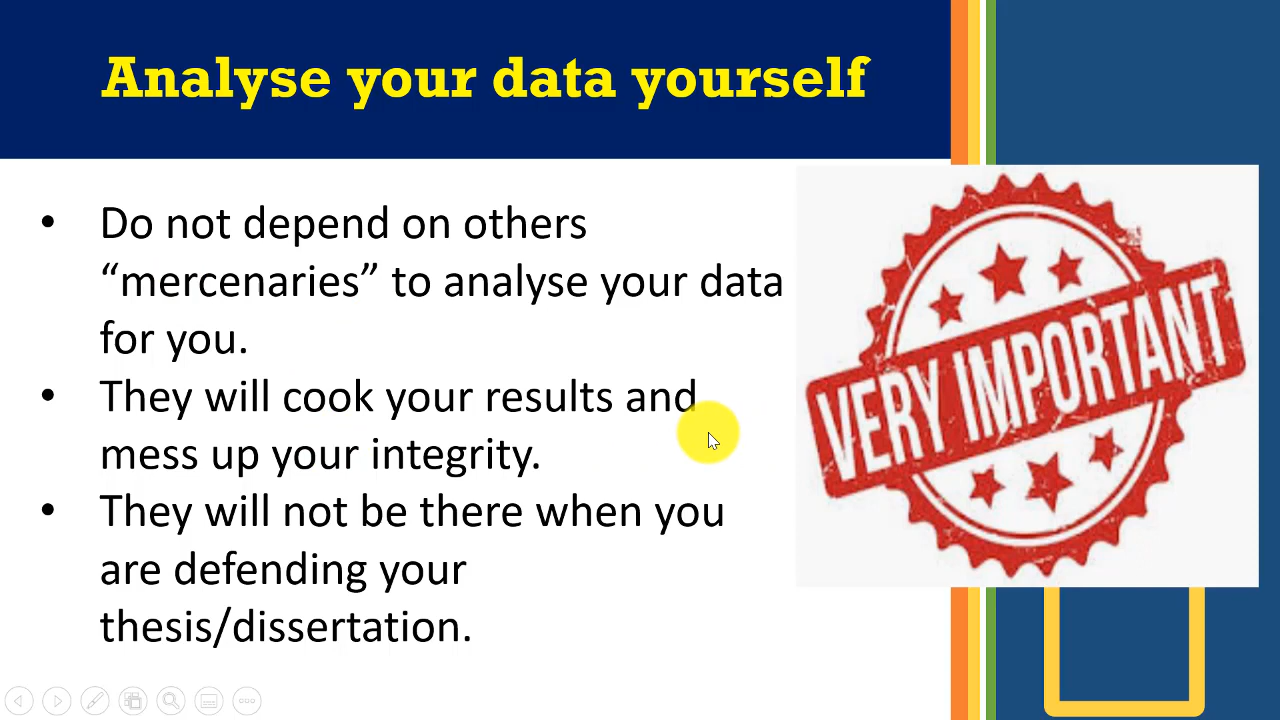 Analyse your data yourself
• Do not depend on others
“mercenaries” to analyse your data
for you.
• They will cook your results and
mess up your integrity.
• They will not be there when you
are defending your
thesis/dissertation.
VERY IMPORTANT